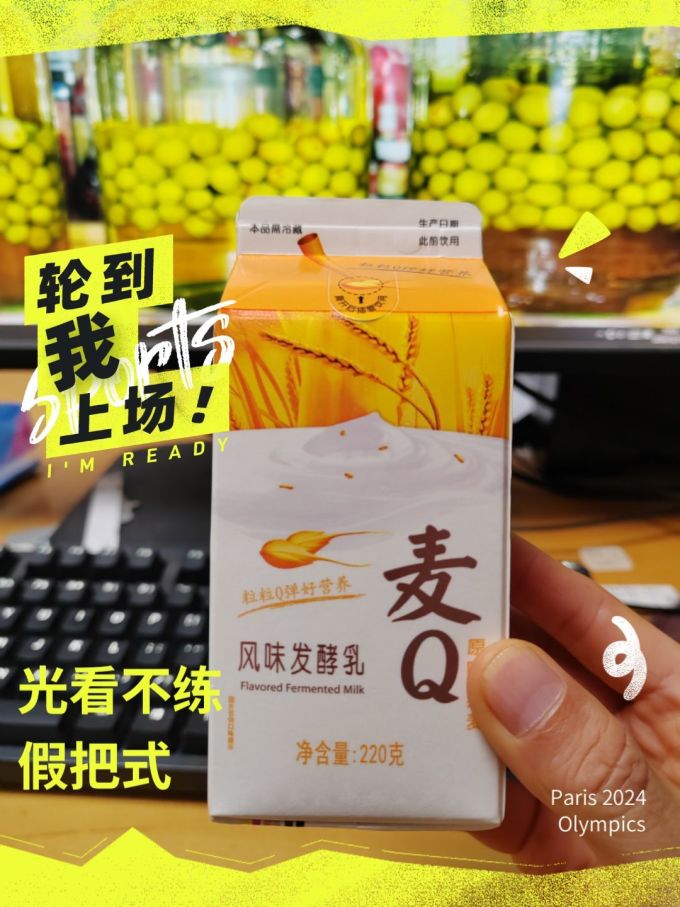 本品需冷藏
生产日期
此前饮用
轮到
我
上场！
sports
I'M READY
粒粒Q弹好营养
麦
Q
风味发酵乳
Flavored Fermented Milk
净含量:220克
光看不练
假把式
Paris 2024
Olympics